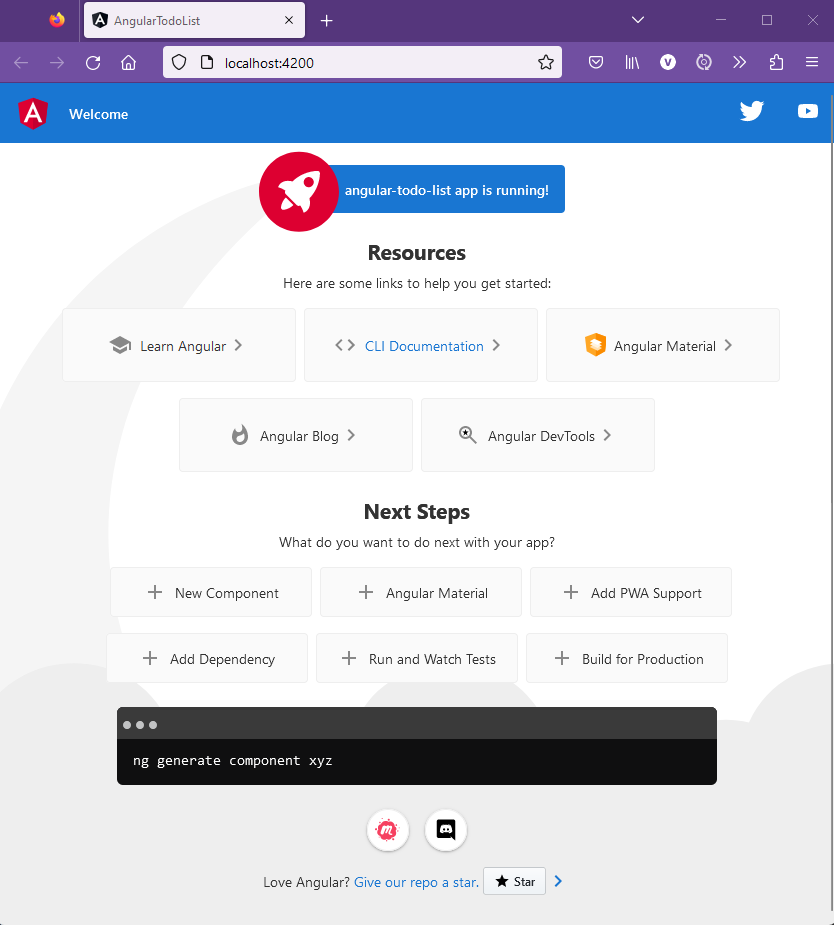 AngularTodoList
localhost:4200
Welcome
angular-todo-list app is running!
Resources
Here are some links to help you get started:
Learn Angular
CLI Documentation
Angular Material
Angular Blog
Angular DevTools
Next Steps
What do you want to do next with your app?
New Component
Angular Material
Add PWA Support
Add Dependency
Run and Watch Tests
Build for Production
ng generate component xyz
Love Angular? Give our repo a star. Star